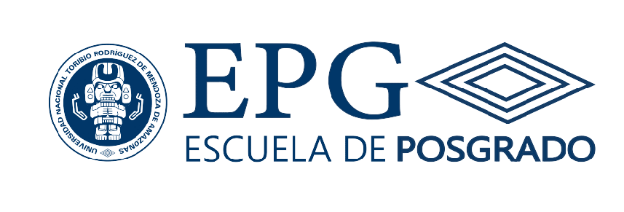 UNIVERSIDAD NACIONAL TORIBIO RODRIGUEZ DE MENDOZA DE AMAZONAS
EPG
ESCUELA DE POSGRADO